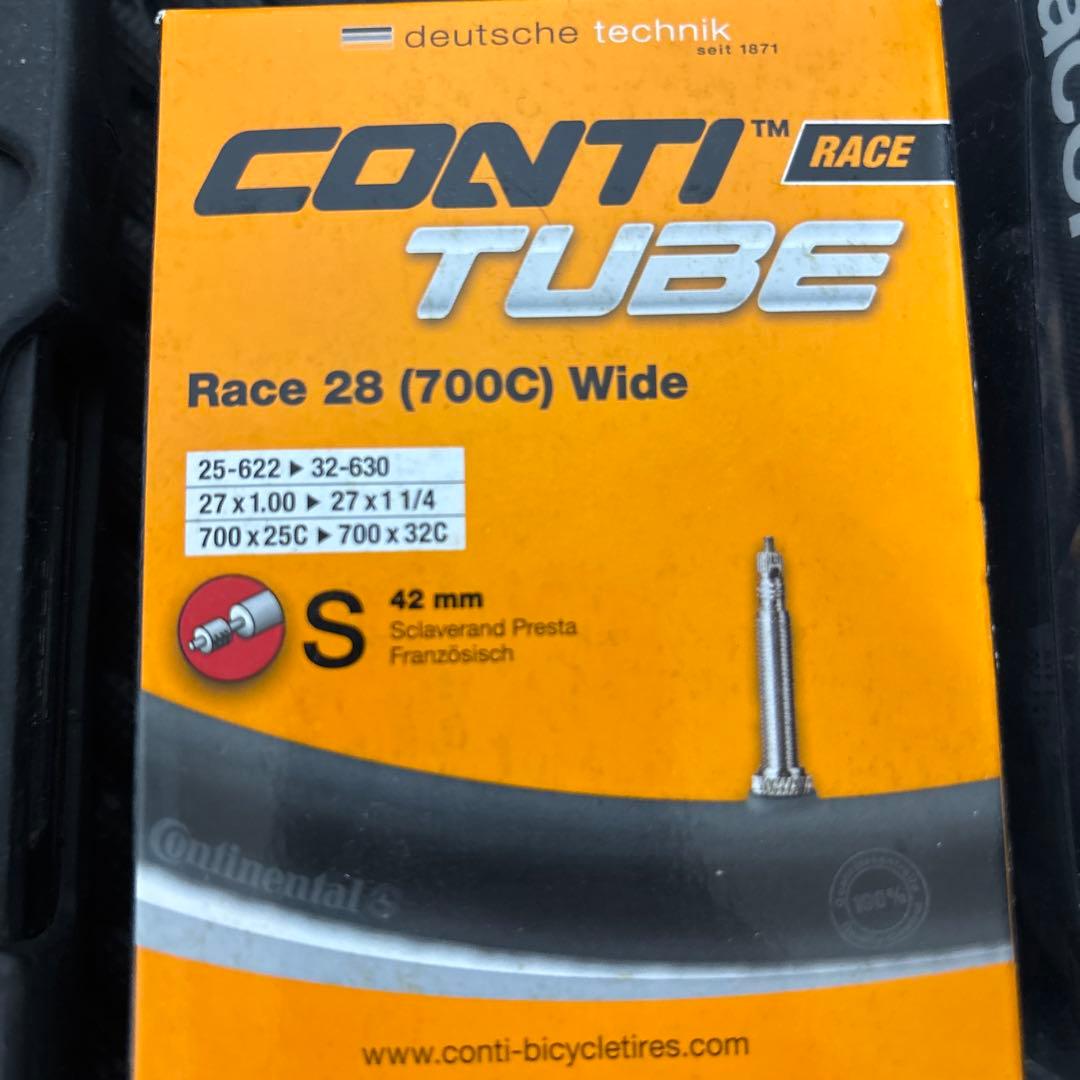 deutsche technik
seit 1871
CONTI™ RACE
TUBE
Race 28 (700C) Wide
25-622 ▶ 32-630
27 x 1.00 ▶ 27 x 1 1/4
700 x 25C ▶ 700 x 32C
S 42 mm
Sclaverand Presta
Französisch
Continental
100%
www.conti-bicycletires.com